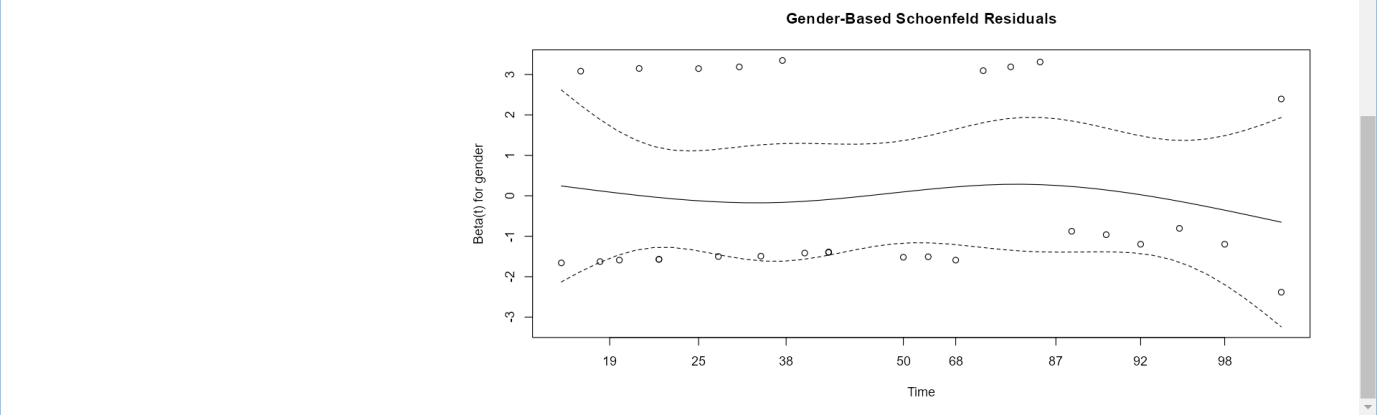 Gender-Based Schoenfeld Residuals
Beta(t) for gender
3
2
1
0
-1
-2
-3
19 25 38 50 68 87 92 98
Time